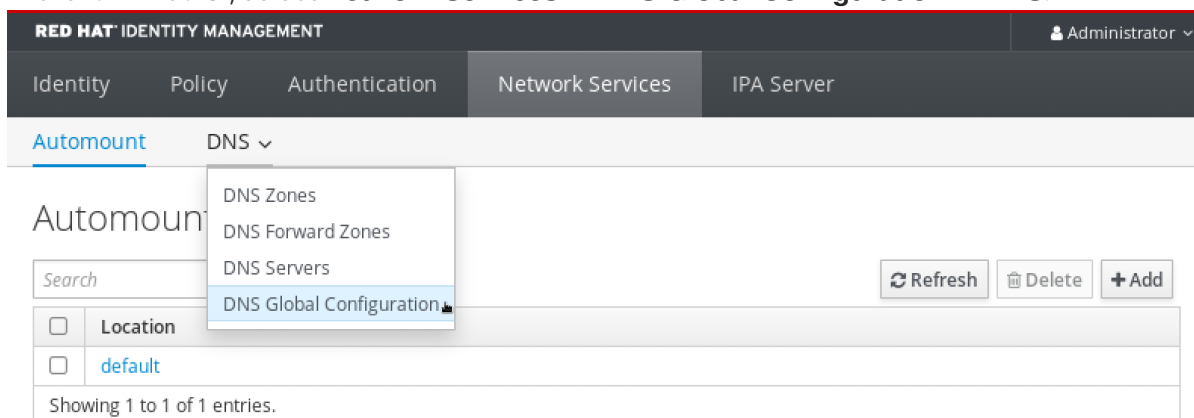 RED HAT IDENTITY MANAGEMENT Administrator
Identity Policy Authentication Network Services IPA Server
Automount DNS
DNS Zones
DNS Forward Zones
DNS Servers
DNS Global Configuration
Search
Refresh Delete Add
Location
default
Showing 1 to 1 of 1 entries.